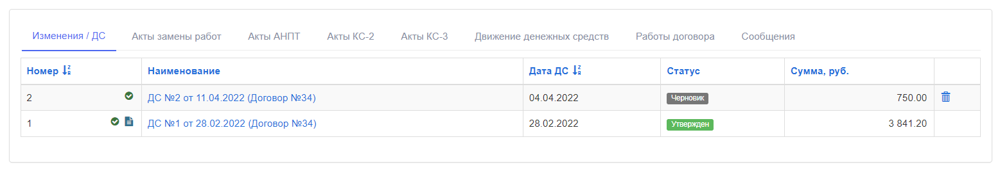 Изменения / ДС Акты замены работ Акты АНПТ Акты КС-2 Акты КС-3 Движение денежных средств Работы договора Сообщения
Номер Наименование Дата ДС Статус Сумма, руб.
2 ДС №2 от 11.04.2022 (Договор №34) 04.04.2022 Черновик 750.00
1 ДС №1 от 28.02.2022 (Договор №34) 28.02.2022 Утвержден 3 841.20